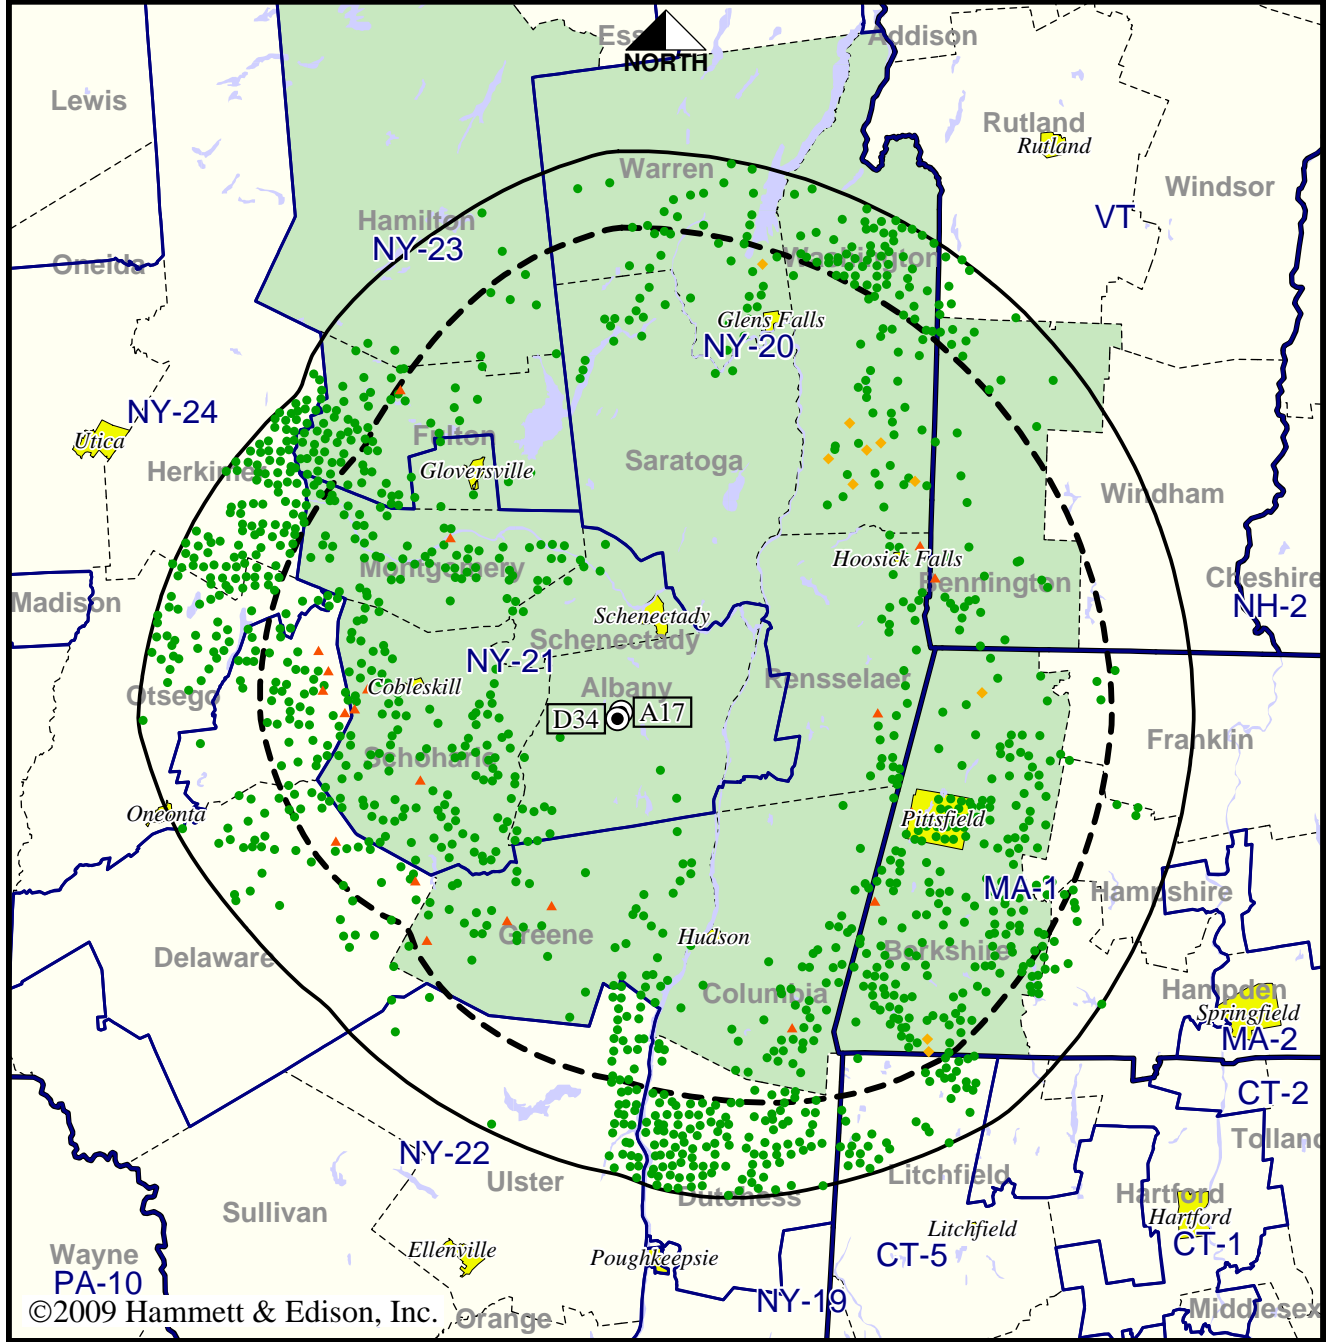 Essex
Addison
NORTH
Lewis
Rutland
Rutland
Warren
Windsor
Hamilton
VT
NY-23
Oneida
Washington
Glens Falls
NY-20
NY-24
Utica
Fulton
Herkimer
Gloversville
Saratoga
Windham
Hoosick Falls
Montgomery
Bennington
Cheshire
Madison
NH-2
Schenectady
Schenectady
NY-21
Otsego
Cobleskill
Albany
Rensselaer
D34
A17
Franklin
Schoharie
Oneonta
Pittsfield
MA-1
Hampshire
Greene
Hudson
Berkshire
Delaware
Columbia
Hampden
Springfield
MA-2
CT-2
Tolland
NY-22
Ulster
Litchfield
Dutchess
Hartford
Sullivan
Hartford
Litchfield
CT-1
Ellenville
Poughkeepsie
CT-5
Wayne
PA-10
NY-19
Middlesex
©2009 Hammett & Edison, Inc.
Orange